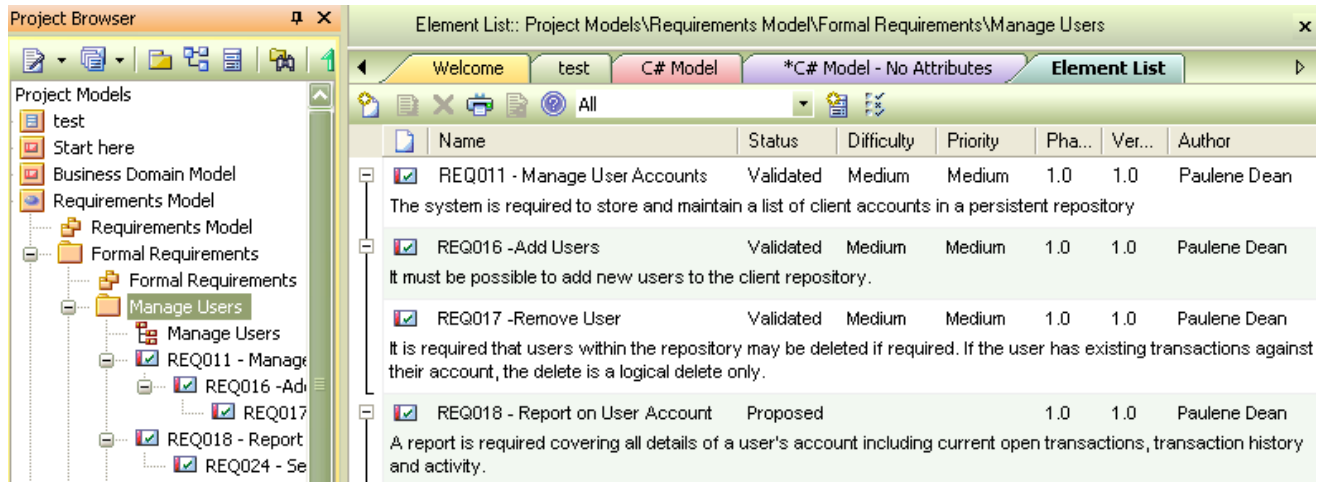 Project Browser
Project Models
test
Start here
Business Domain Model
Requirements Model
Requirements Model
Formal Requirements
Formal Requirements
Manage Users
Manage Users
REQ011 - Manage
REQ016 -Ad
REQ017
REQ018 - Report
REQ024 - Se
Element List:: Project Models\Requirements Model\Formal Requirements\Manage Users
Welcome test C# Model *C# Model - No Attributes Element List
All
Name Status Difficulty Priority Pha... Ver... Author
REQ011 - Manage User Accounts Validated Medium Medium 1.0 1.0 Paulene Dean
The system is required to store and maintain a list of client accounts in a persistent repository
REQ016 -Add Users Validated Medium Medium 1.0 1.0 Paulene Dean
It must be possible to add new users to the client repository.
REQ017 -Remove User Validated Medium Medium 1.0 1.0 Paulene Dean
It is required that users within the repository may be deleted if required. If the user has existing transactions against
their account, the delete is a logical delete only.
REQ018 - Report on User Account Proposed 1.0 1.0 Paulene Dean
A report is required covering all details of a user's account including current open transactions, transaction history
and activity.